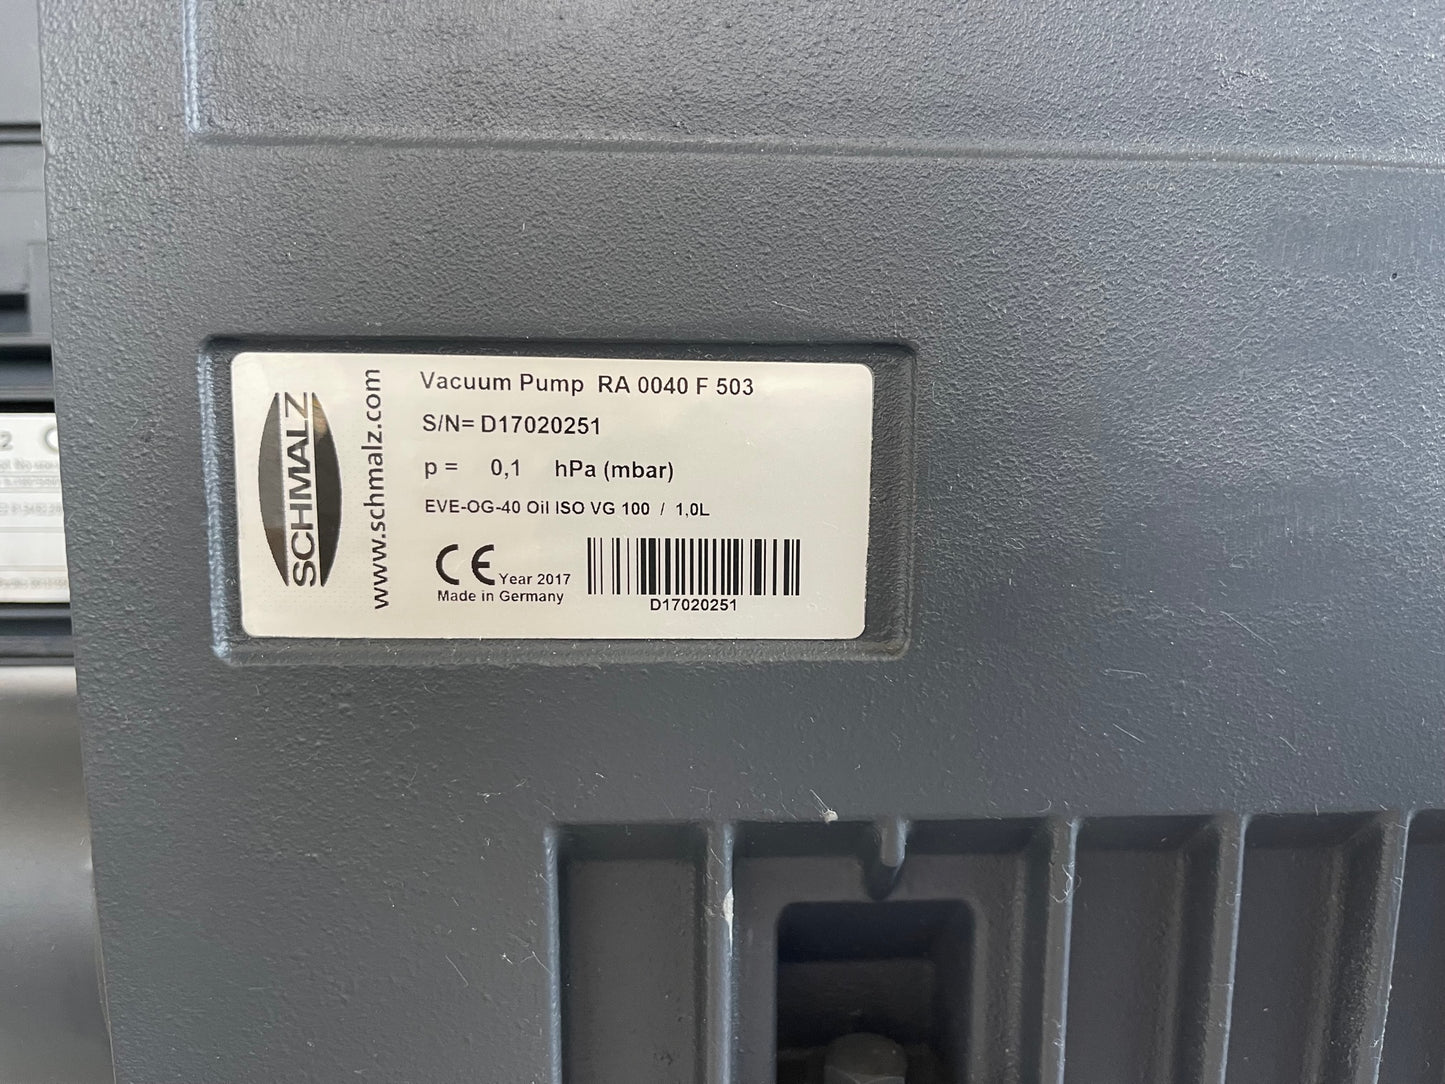 SCHMALZ
www.schmalz.com
Vacuum Pump RA 0040 F 503
S/N= D17020251
p = 0,1 hPa (mbar)
EVE-OG-40 Oil ISO VG 100 / 1,0L
CE Year 2017
Made in Germany
D17020251